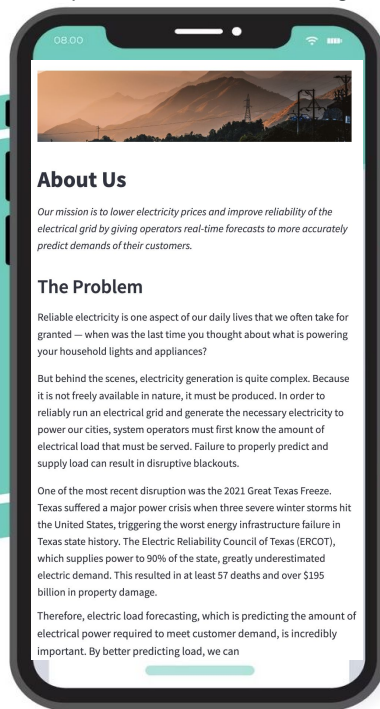 08.00
About Us
Our mission is to lower electricity prices and improve reliability of the
electrical grid by giving operators real-time forecasts to more accurately
predict demands of their customers.
The Problem
Reliable electricity is one aspect of our daily lives that we often take for
granted — when was the last time you thought about what is powering
your household lights and appliances?
But behind the scenes, electricity generation is quite complex. Because
it is not freely available in nature, it must be produced. In order to
reliably run an electrical grid and generate the necessary electricity to
power our cities, system operators must first know the amount of
electrical load that must be served. Failure to properly predict and
supply load can result in disruptive blackouts.
One of the most recent disruption was the 2021 Great Texas Freeze.
Texas suffered a major power crisis when three severe winter storms hit
the United States, triggering the worst energy infrastructure failure in
Texas state history. The Electric Reliability Council of Texas (ERCOT),
which supplies power to 90% of the state, greatly underestimated
electric demand. This resulted in at least 57 deaths and over $195
billion in property damage.
Therefore, electric load forecasting, which is predicting the amount of
electrical power required to meet customer demand, is incredibly
important. By better predicting load, we can